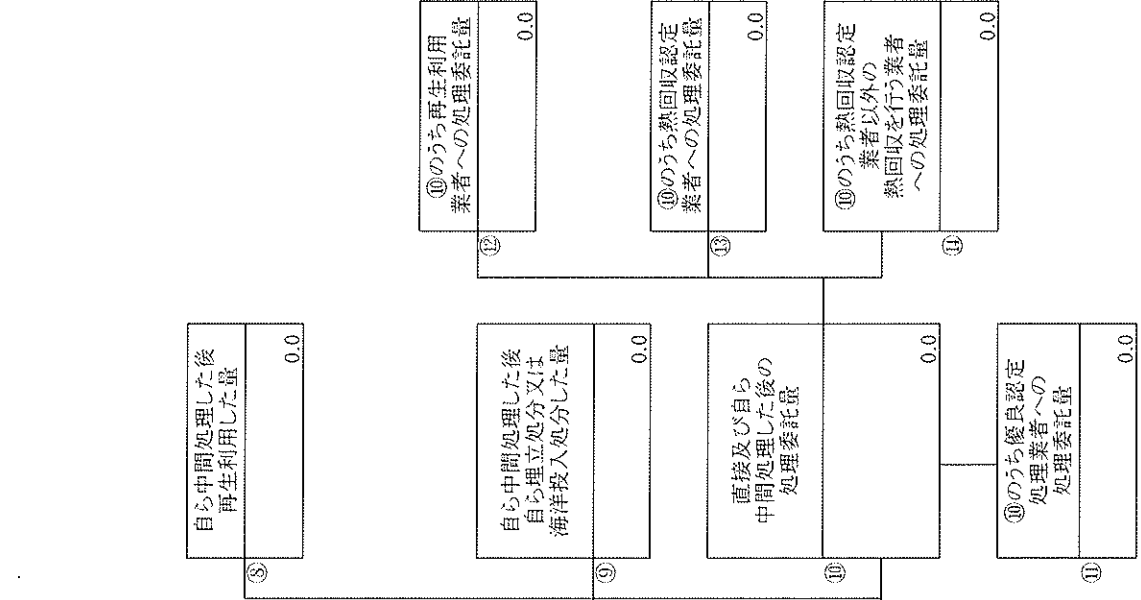 ⑧
自ら中間処理した後
再生利用した量
0.0
⑨
自ら中間処理した後
自ら埋立処分又は
海洋投入処分した量
0.0
⑩
直接及び自ら
中間処理した後の
処理委託量
0.0
⑪
⑩のうち優良認定
処理業者への
処理委託量
0.0
⑫
⑩のうち再生利用
業者への処理委託量
0.0
⑬
⑩のうち熱回収認定
業者への処理委託量
0.0
⑭
⑩のうち熱回収認定
業者以外の
熱回収を行う業者
への処理委託量
0.0